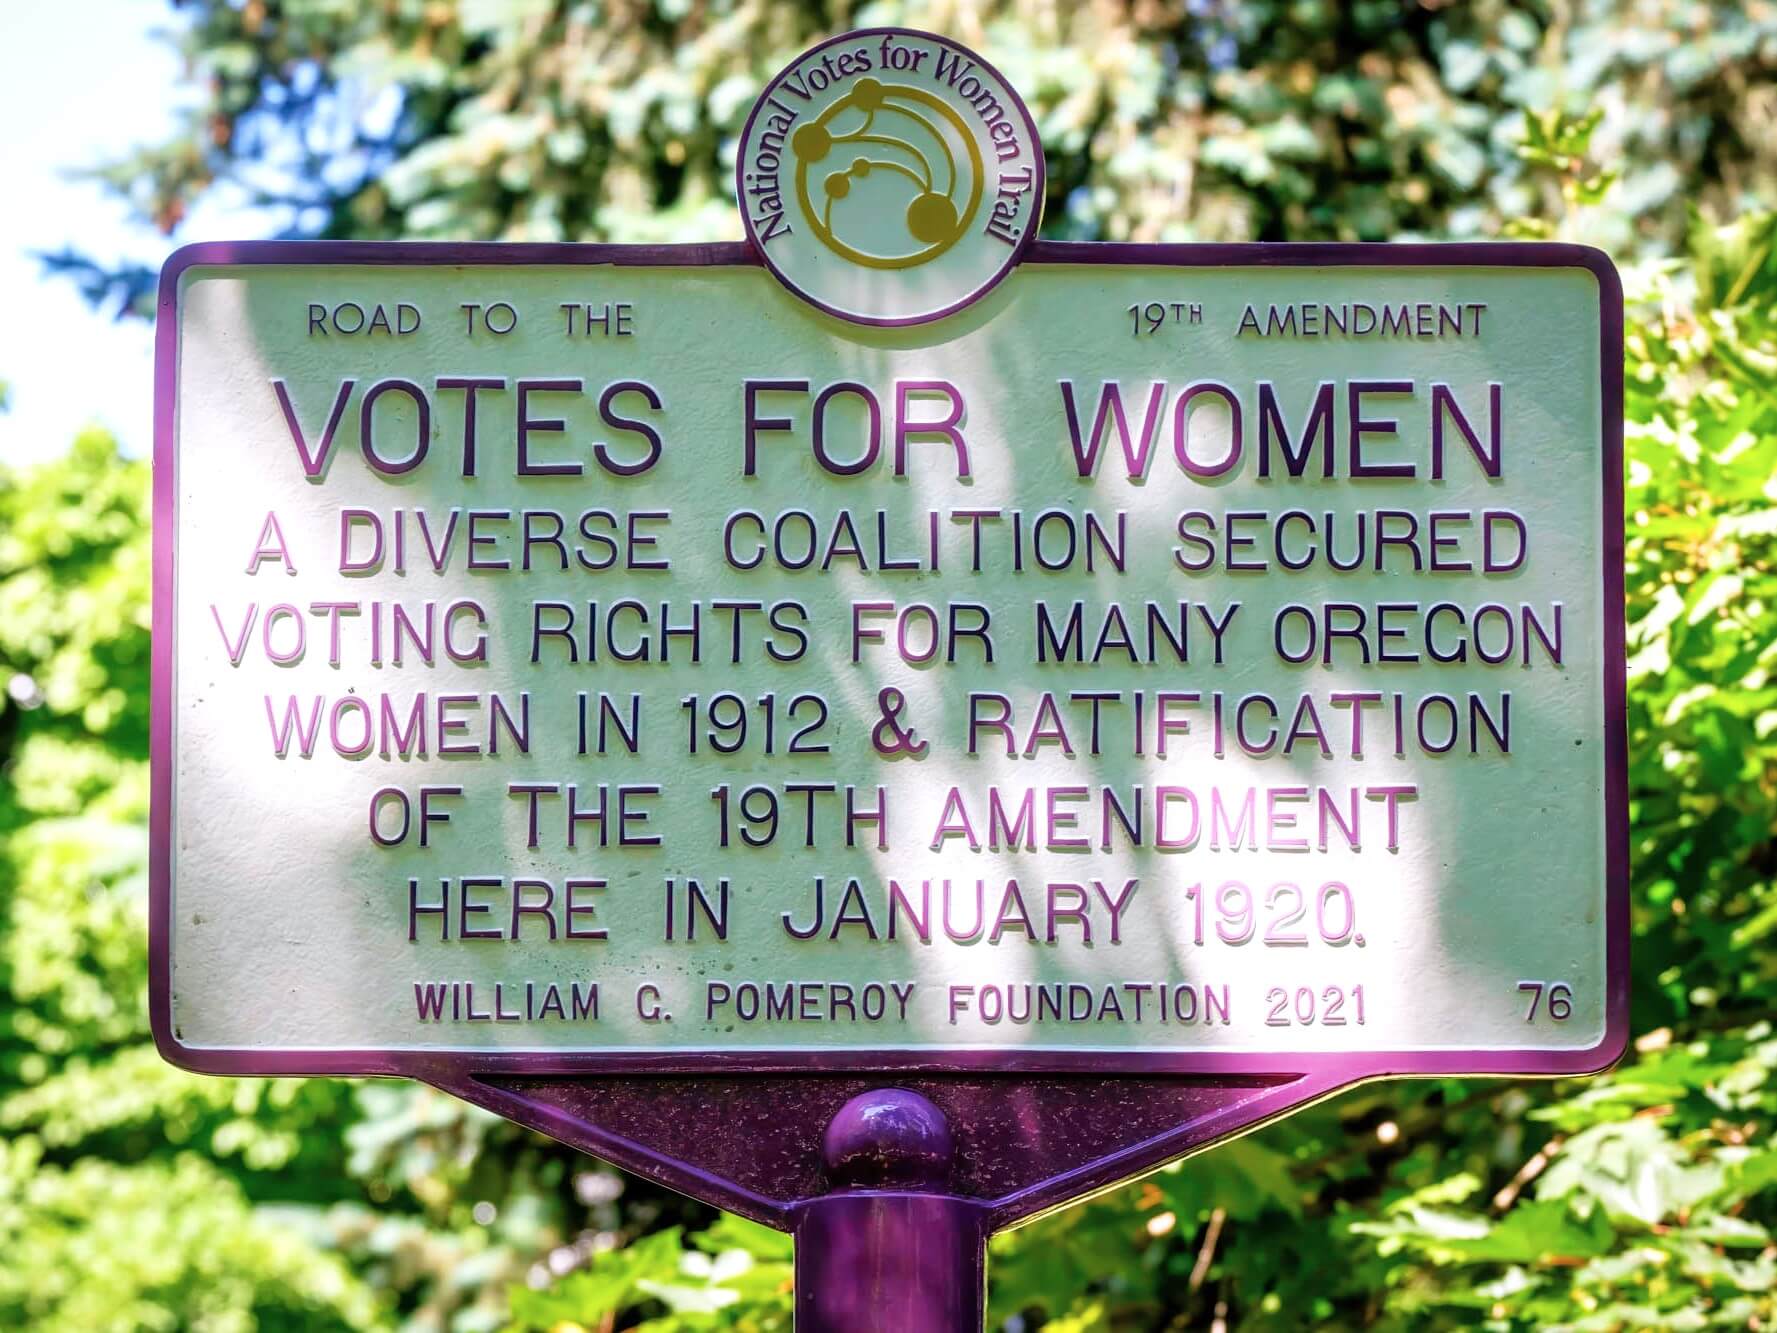 National Votes for Women Trail
ROAD TO THE 19TH AMENDMENT
VOTES FOR WOMEN
A DIVERSE COALITION SECURED
VOTING RIGHTS FOR MANY OREGON
WOMEN IN 1912 & RATIFICATION
OF THE 19TH AMENDMENT
HERE IN JANUARY 1920.
WILLIAM G. POMEROY FOUNDATION 2021 76